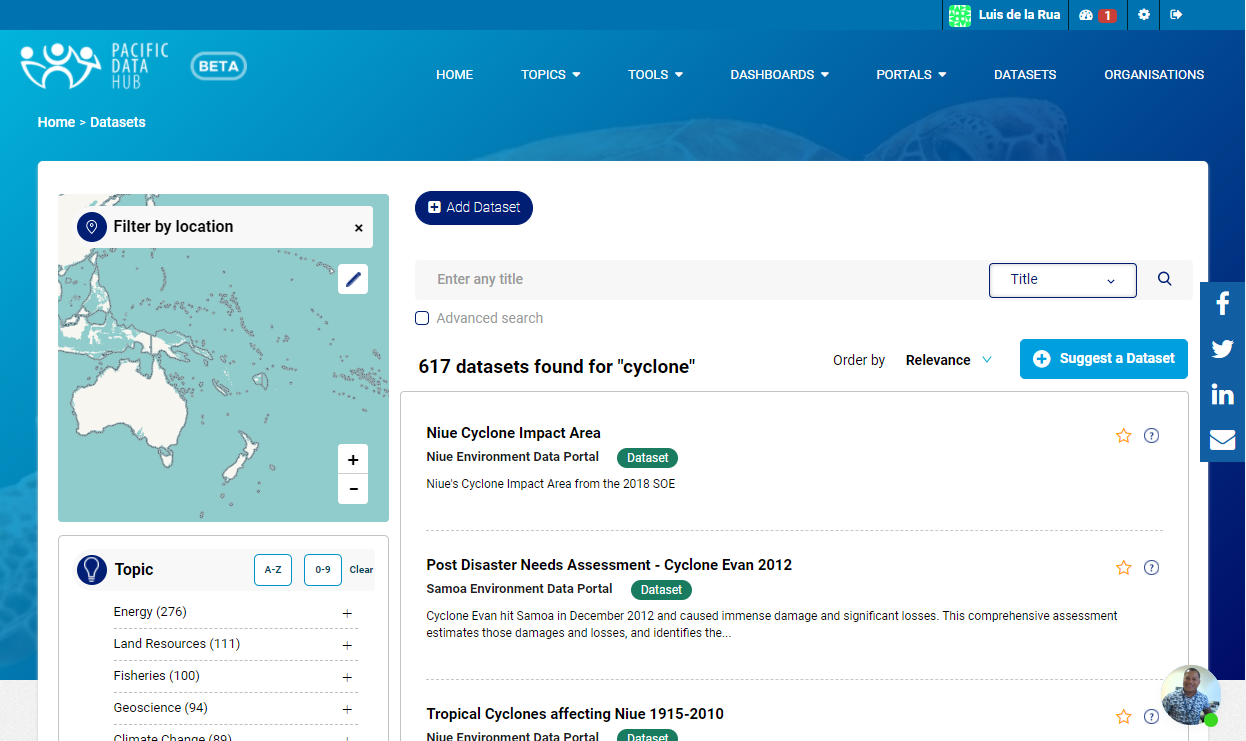 Luis de la Rua
1
PACIFIC
DATA
HUB
BETA
HOME
TOPICS
TOOLS
DASHBOARDS
PORTALS
DATASETS
ORGANISATIONS
Home > Datasets
Filter by location
×
+
−
Add Dataset
Enter any title
Title
Advanced search
617 datasets found for "cyclone"
Order by
Relevance
Suggest a Dataset
Niue Cyclone Impact Area
Niue Environment Data Portal Dataset
Niue's Cyclone Impact Area from the 2018 SOE
Post Disaster Needs Assessment - Cyclone Evan 2012
Samoa Environment Data Portal Dataset
Cyclone Evan hit Samoa in December 2012 and caused immense damage and significant losses. This comprehensive assessment
estimates those damages and losses, and identifies the...
Tropical Cyclones affecting Niue 1915-2010
Niue Environment Data Portal Dataset
Topic
A-Z
0-9
Clear
Energy (276) +
Land Resources (111) +
Fisheries (100) +
Geoscience (94) +
Climate Change (89)